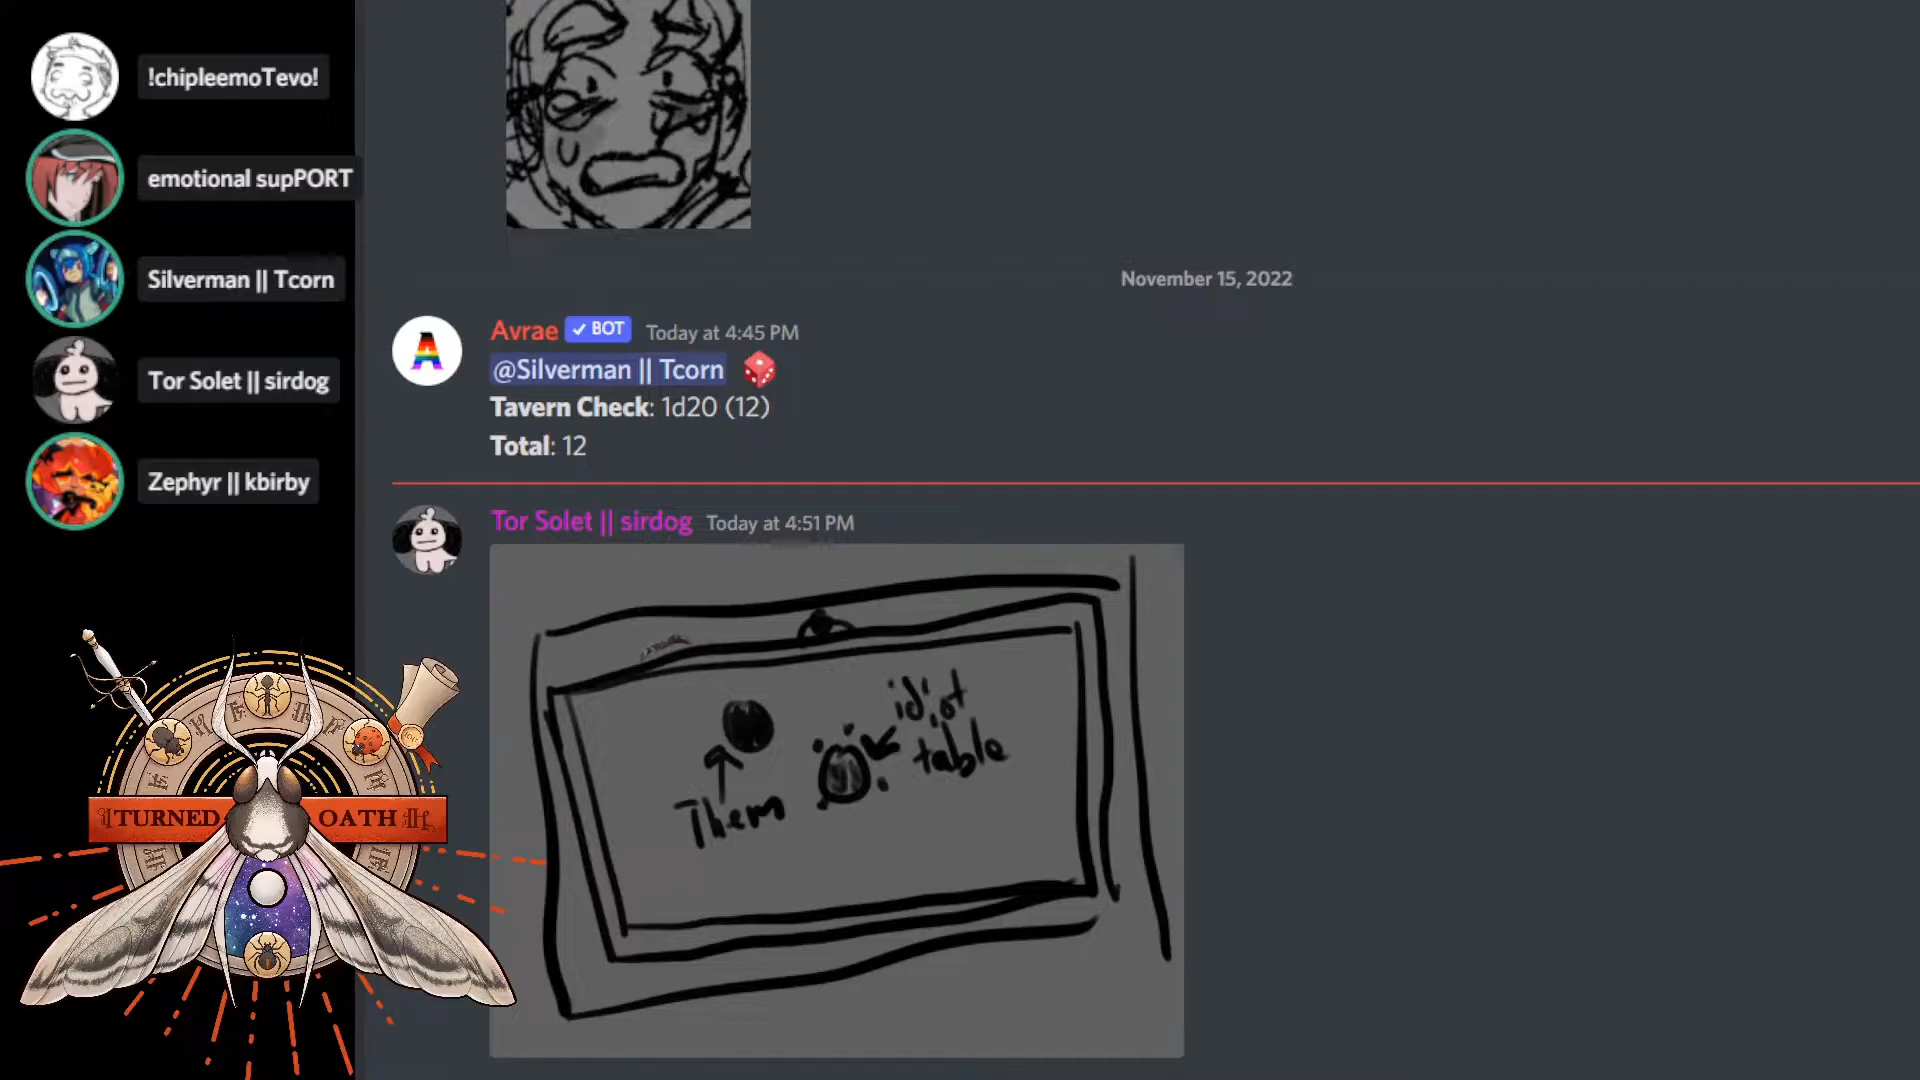 !chipleemoTevo!
emotional supPORT
Silverman || Tcorn
Tor Solet || sirdog
Zephyr || kbirby
TURNED OATH
November 15, 2022
A
Avrae ✓ BOT Today at 4:45 PM
@Silverman || Tcorn
Tavern Check: 1d20 (12)
Total: 12
Tor Solet || sirdog Today at 4:51 PM
idiot
table
Them